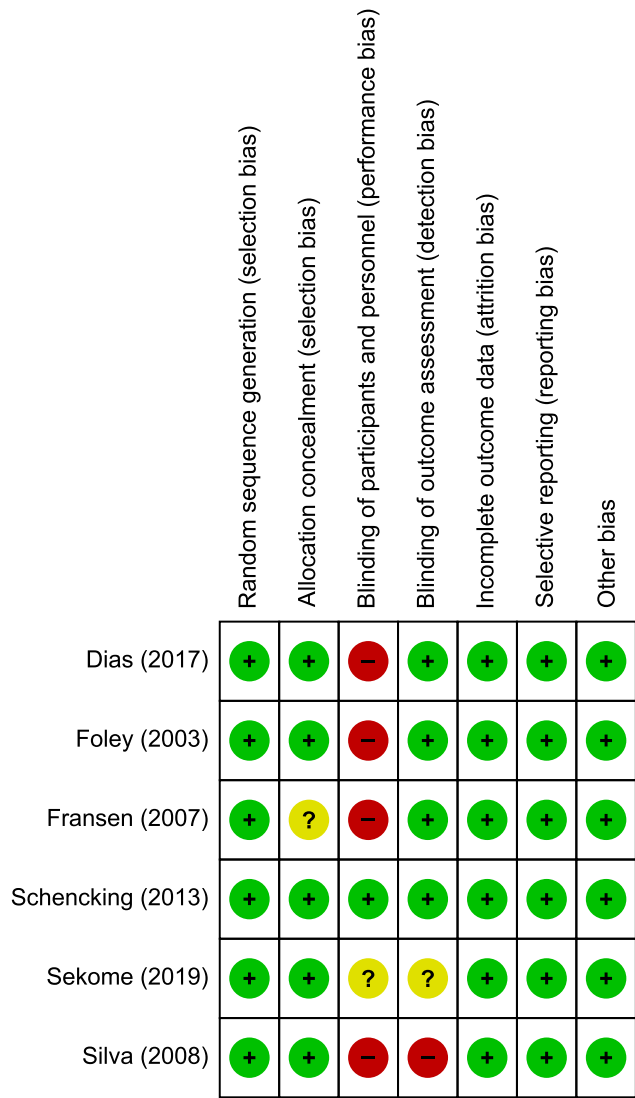 Random sequence generation (selection bias)
Allocation concealment (selection bias)
Blinding of participants and personnel (performance bias)
Blinding of outcome assessment (detection bias)
Incomplete outcome data (attrition bias)
Selective reporting (reporting bias)
Other bias
Dias (2017) + + − + + + +
Foley (2003) + + − + + + +
Fransen (2007) + ? − + + + +
Schencking (2013) + + + + + + +
Sekome (2019) + + ? ? + + +
Silva (2008) + + − − + + +